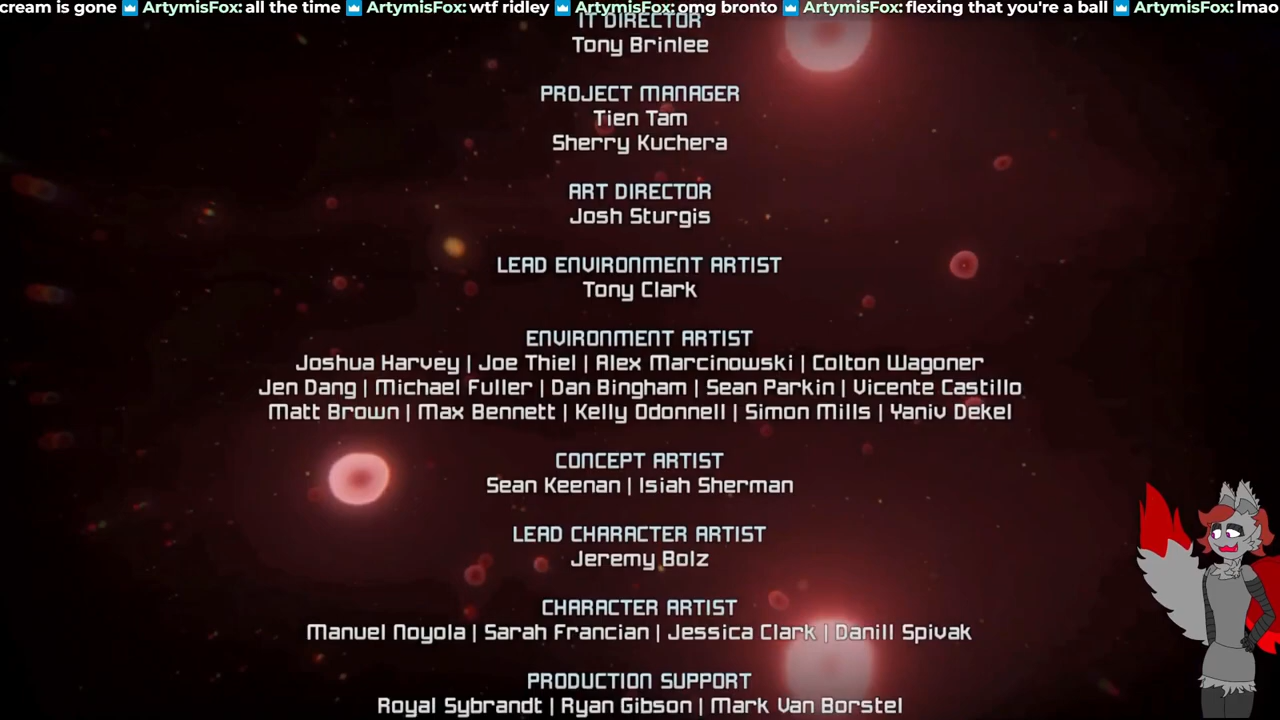 cream is gone ArtymisFox: all the time ArtymisFox: wtf ridley ArtymisFox: omg bronto ArtymisFox: flexing that you're a ball ArtymisFox: lmao
IT DIRECTOR
Tony Brinlee
PROJECT MANAGER
Tien Tam
Sherry Kuchera
ART DIRECTOR
Josh Sturgis
LEAD ENVIRONMENT ARTIST
Tony Clark
ENVIRONMENT ARTIST
Joshua Harvey | Joe Thiel | Alex Marcinowski | Colton Wagoner
Jen Dang | Michael Fuller | Dan Bingham | Sean Parkin | Vicente Castillo
Matt Brown | Max Bennett | Kelly Odonnell | Simon Mills | Yaniv Dekel
CONCEPT ARTIST
Sean Keenan | Isiah Sherman
LEAD CHARACTER ARTIST
Jeremy Bolz
CHARACTER ARTIST
Manuel Noyola | Sarah Francian | Jessica Clark | Danill Spivak
PRODUCTION SUPPORT
Royal Sybrandt | Ryan Gibson | Mark Van Borstel